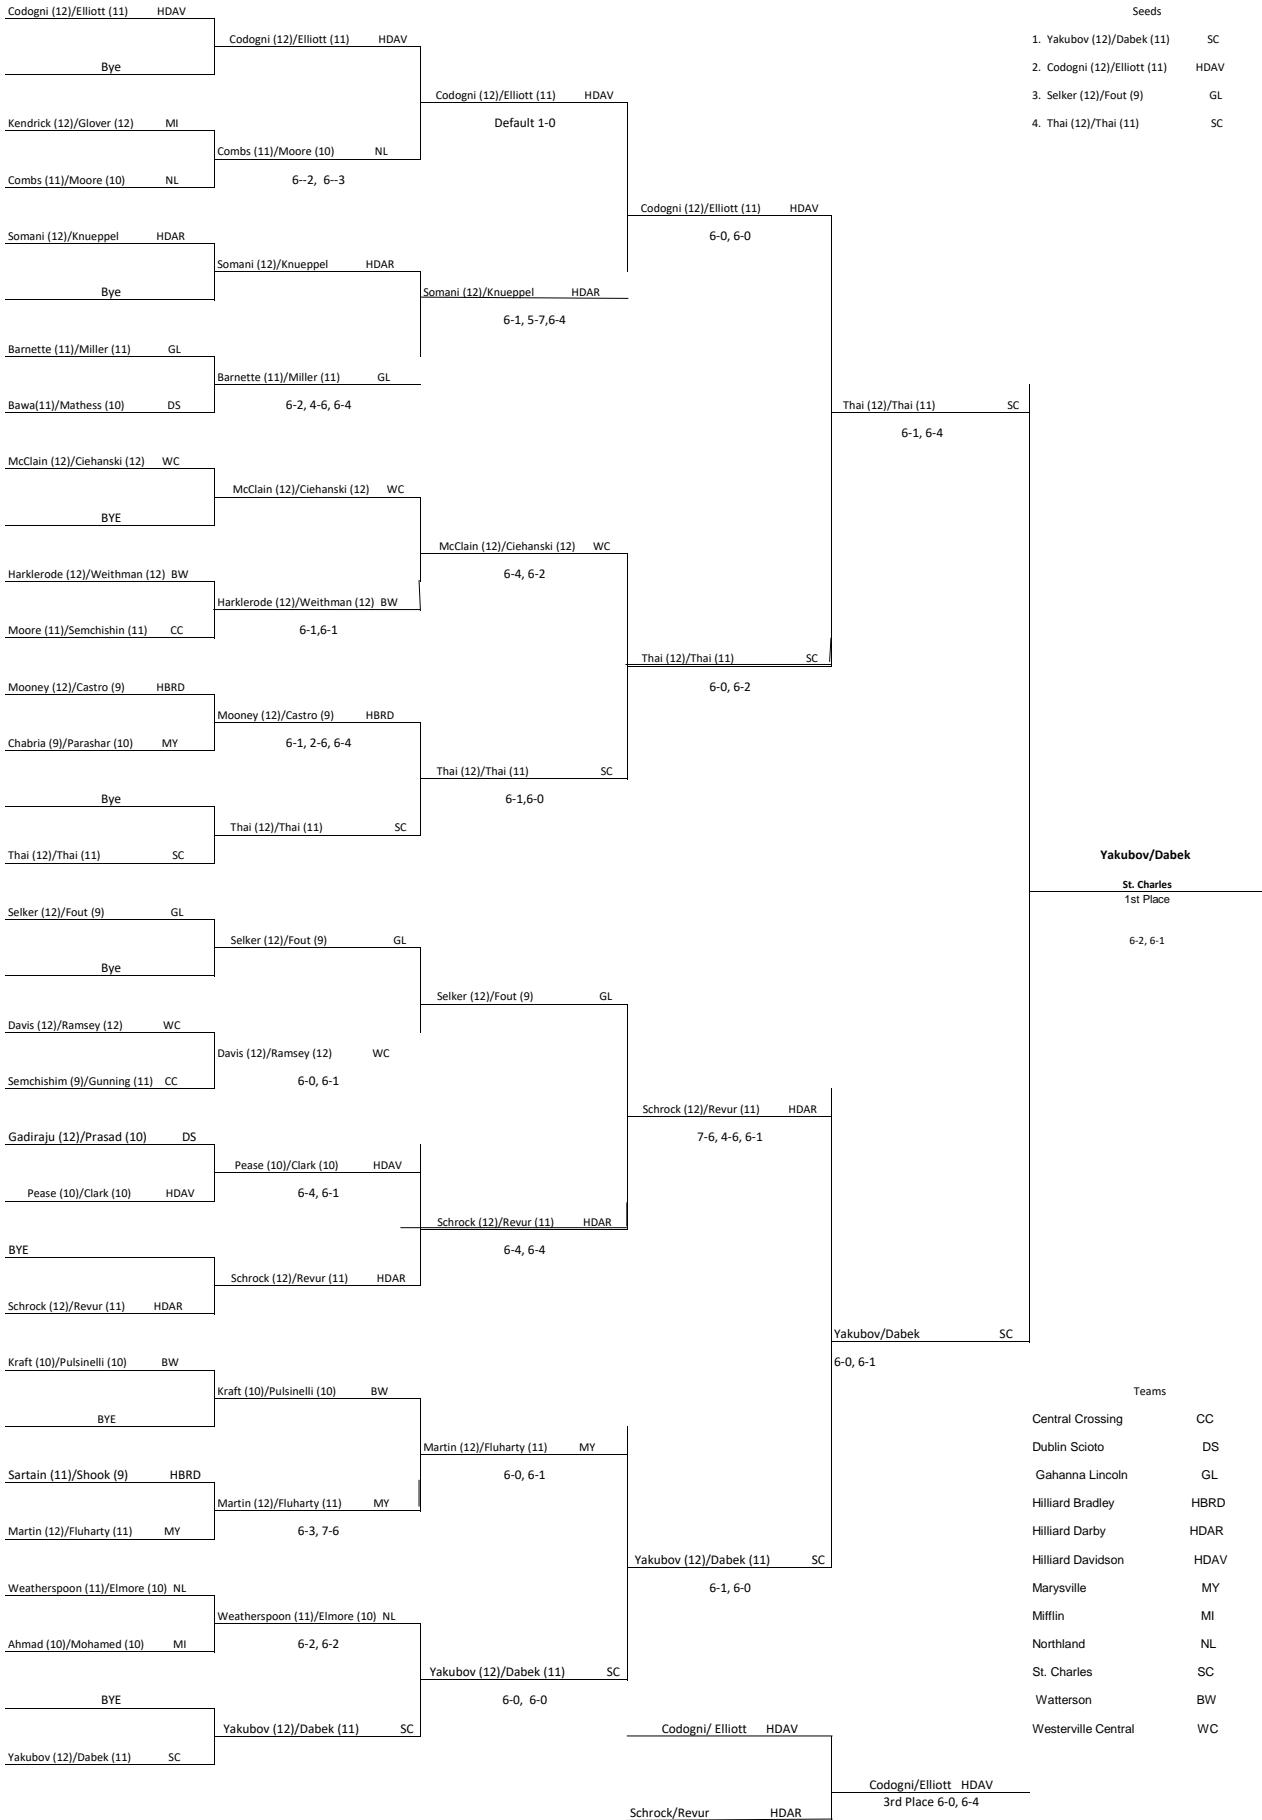 Codogni (12)/Elliott (11) HDAV
Seeds
Codogni (12)/Elliott (11) HDAV
1. Yakubov (12)/Dabek (11) SC
Bye
2. Codogni (12)/Elliott (11) HDAV
Codogni (12)/Elliott (11) HDAV
3. Selker (12)/Fout (9) GL
Kendrick (12)/Glover (12) MI
Default 1-0
4. Thai (12)/Thai (11) SC
Combs (11)/Moore (10) NL
Combs (11)/Moore (10) NL
6--2, 6--3
Codogni (12)/Elliott (11) HDAV
Somani (12)/Knueppel HDAR
6-0, 6-0
Somani (12)/Knueppel HDAR
Bye
Somani (12)/Knueppel HDAR
6-1, 5-7,6-4
Barnette (11)/Miller (11) GL
Barnette (11)/Miller (11) GL
Bawa(11)/Mathess (10) DS
6-2, 4-6, 6-4
Thai (12)/Thai (11) SC
6-1, 6-4
McClain (12)/Ciehanski (12) WC
McClain (12)/Ciehanski (12) WC
BYE
McClain (12)/Ciehanski (12) WC
Harklerode (12)/Weithman (12) BW
6-4, 6-2
Harklerode (12)/Weithman (12) BW
Moore (11)/Semchishin (11) CC
6-1,6-1
Thai (12)/Thai (11) SC
Mooney (12)/Castro (9) HBRD
6-0, 6-2
Mooney (12)/Castro (9) HBRD
Chabria (9)/Parashar (10) MY
6-1, 2-6, 6-4
Thai (12)/Thai (11) SC
Bye
6-1,6-0
Thai (12)/Thai (11) SC
Thai (12)/Thai (11) SC
Yakubov/Dabek
St. Charles
1st Place
Selker (12)/Fout (9) GL
Selker (12)/Fout (9) GL
6-2, 6-1
Bye
Selker (12)/Fout (9) GL
Davis (12)/Ramsey (12) WC
Davis (12)/Ramsey (12) WC
Semchishim (9)/Gunning (11) CC
6-0, 6-1
Schrock (12)/Revur (11) HDAR
Gadiraju (12)/Prasad (10) DS
7-6, 4-6, 6-1
Pease (10)/Clark (10) HDAV
Pease (10)/Clark (10) HDAV
6-4, 6-1
Schrock (12)/Revur (11) HDAR
BYE
6-4, 6-4
Schrock (12)/Revur (11) HDAR
Schrock (12)/Revur (11) HDAR
Yakubov/Dabek SC
Kraft (10)/Pulsinelli (10) BW
6-0, 6-1
Kraft (10)/Pulsinelli (10) BW
Teams
BYE
Central Crossing CC
Martin (12)/Fluharty (11) MY
Dublin Scioto DS
Sartain (11)/Shook (9) HBRD
6-0, 6-1
Gahanna Lincoln GL
Martin (12)/Fluharty (11) MY
Hilliard Bradley HBRD
Martin (12)/Fluharty (11) MY
6-3, 7-6
Hilliard Darby HDAR
Yakubov (12)/Dabek (11) SC
Hilliard Davidson HDAV
Weatherspoon (11)/Elmore (10) NL
6-1, 6-0
Marysville MY
Weatherspoon (11)/Elmore (10) NL
Mifflin MI
Ahmad (10)/Mohamed (10) MI
6-2, 6-2
Northland NL
Yakubov (12)/Dabek (11) SC
St. Charles SC
BYE
6-0, 6-0
Watterson BW
Yakubov (12)/Dabek (11) SC
Codogni/ Elliott HDAV
Westerville Central WC
Yakubov (12)/Dabek (11) SC
Codogni/Elliott HDAV
3rd Place 6-0, 6-4
Schrock/Revur HDAR